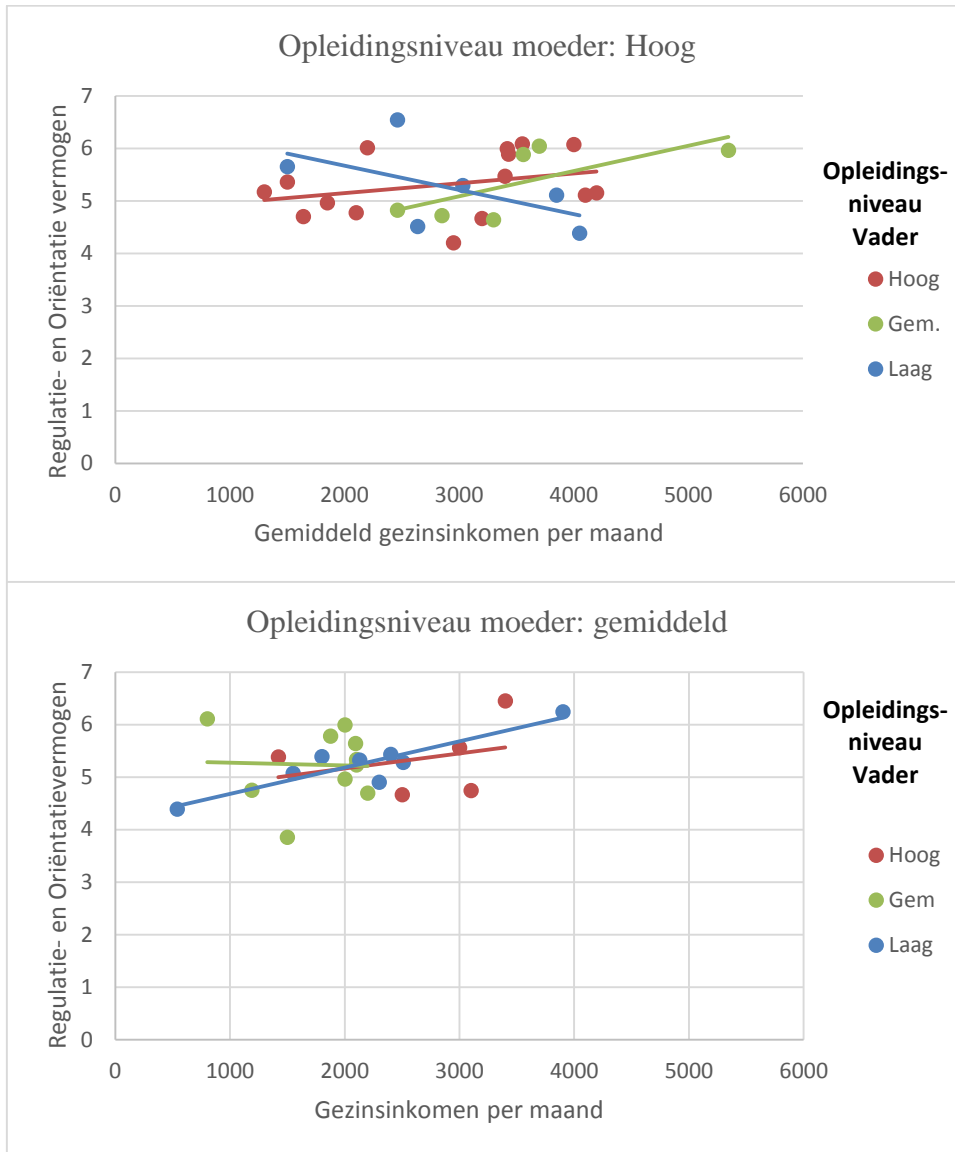 Opleidingsniveau moeder: Hoog
Regulatie- en Oriëntatie vermogen
7
6
5
4
3
2
1
0
0 1000 2000 3000 4000 5000 6000
Gemiddeld gezinsinkomen per maand
Opleidings-
niveau
Vader
Hoog
Gem.
Laag
Opleidingsniveau moeder: gemiddeld
Regulatie- en Oriëntatievermogen
7
6
5
4
3
2
1
0
0 1000 2000 3000 4000 5000 6000
Gezinsinkomen per maand
Opleidings-
niveau
Vader
Hoog
Gem
Laag